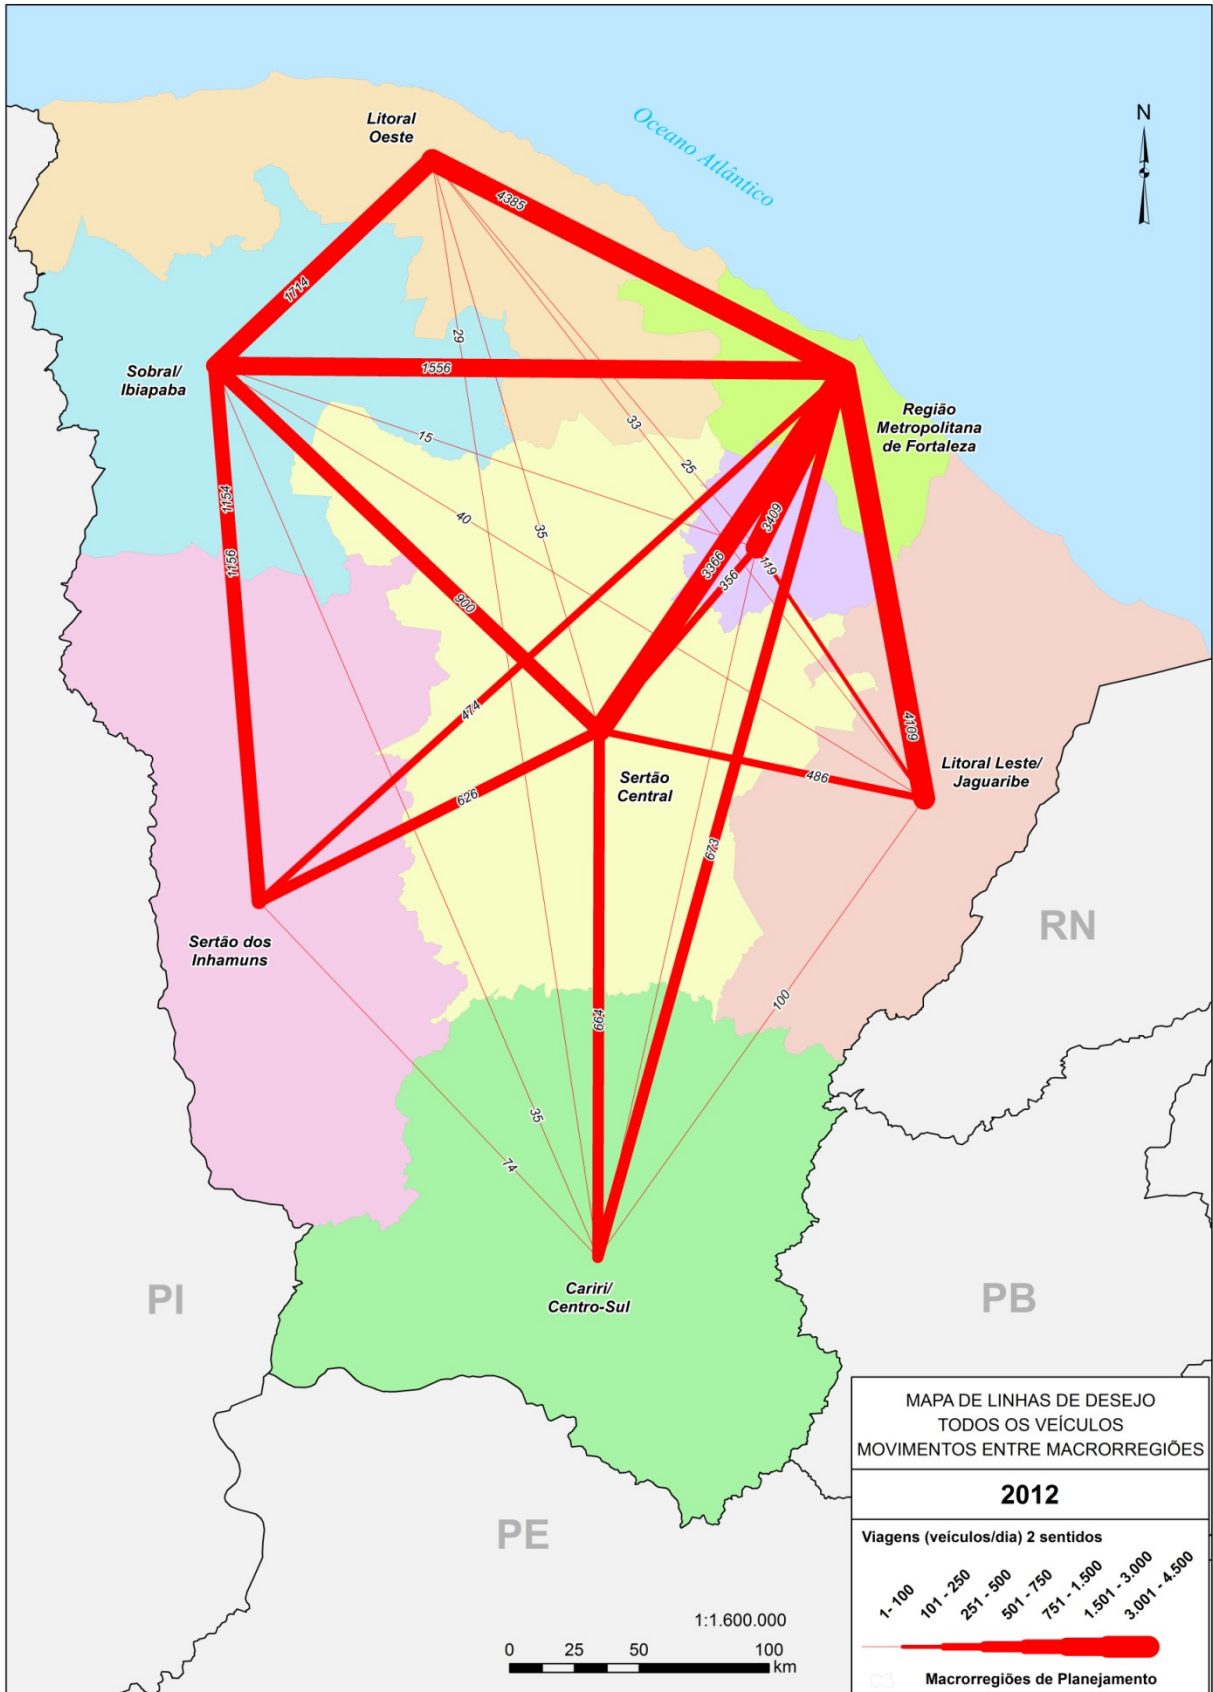 N
Litoral
Oeste
Oceano Atlântico
4385
1714
29
Sobral/
Ibiapaba
1556
Região
Metropolitana
de Fortaleza
33
15
25
1154
40
35
3409
1156
3366
119
356
900
474
4109
Sertão
Central
486
Litoral Leste/
Jaguaribe
626
673
RN
Sertão dos
Inhamuns
100
664
35
74
Cariri/
Centro-Sul
PI
PB
PE
MAPA DE LINHAS DE DESEJO
TODOS OS VEÍCULOS
MOVIMENTOS ENTRE MACRORREGIÕES
2012
Viagens (veículos/dia) 2 sentidos
1- 100
101 - 250
251 - 500
501 - 750
751 - 1.500
1.501 - 3.000
3.001 - 4.500
Macrorregiões de Planejamento
1:1.600.000
0 25 50 100
km